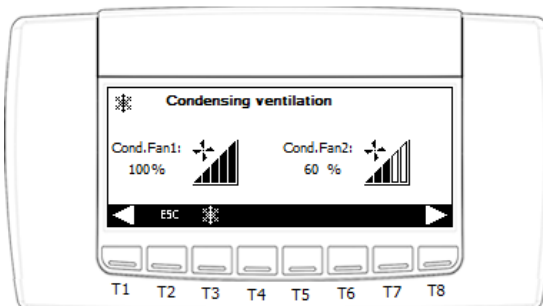 Condensing ventilation
Cond.Fan1:
100%
Cond.Fan2:
60 %
ESC
T1 T2 T3 T4 T5 T6 T7 T8